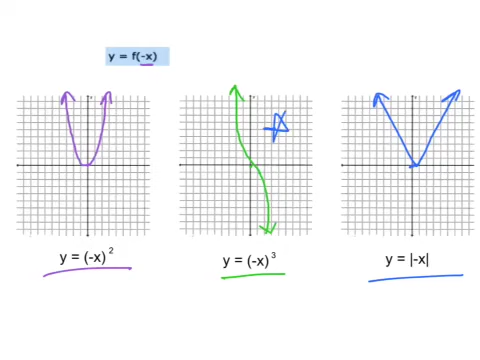 y = f(-x)
y = (-x)²
y = (-x)³
y = |-x|